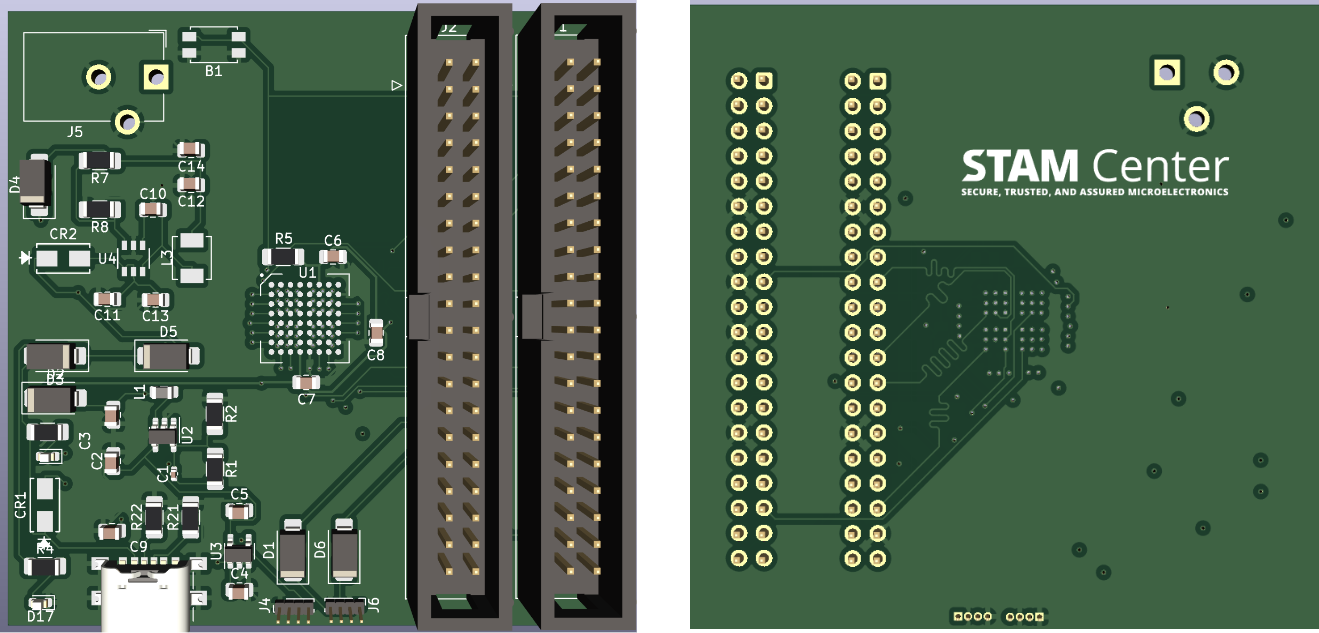 J2
1
B1
J5
C14
D4
R7
C12
C10
R8
CR2
U4
L3
R5
C6
U1
C11
C13
D5
C8
D3
L1
C7
R2
C3
U2
C2
C1
R1
CR1
C5
R22
R21
C9
R4
U3
D1
D6
C4
J4
J6
D17
STAM Center
SECURE, TRUSTED, AND ASSURED MICROELECTRONICS